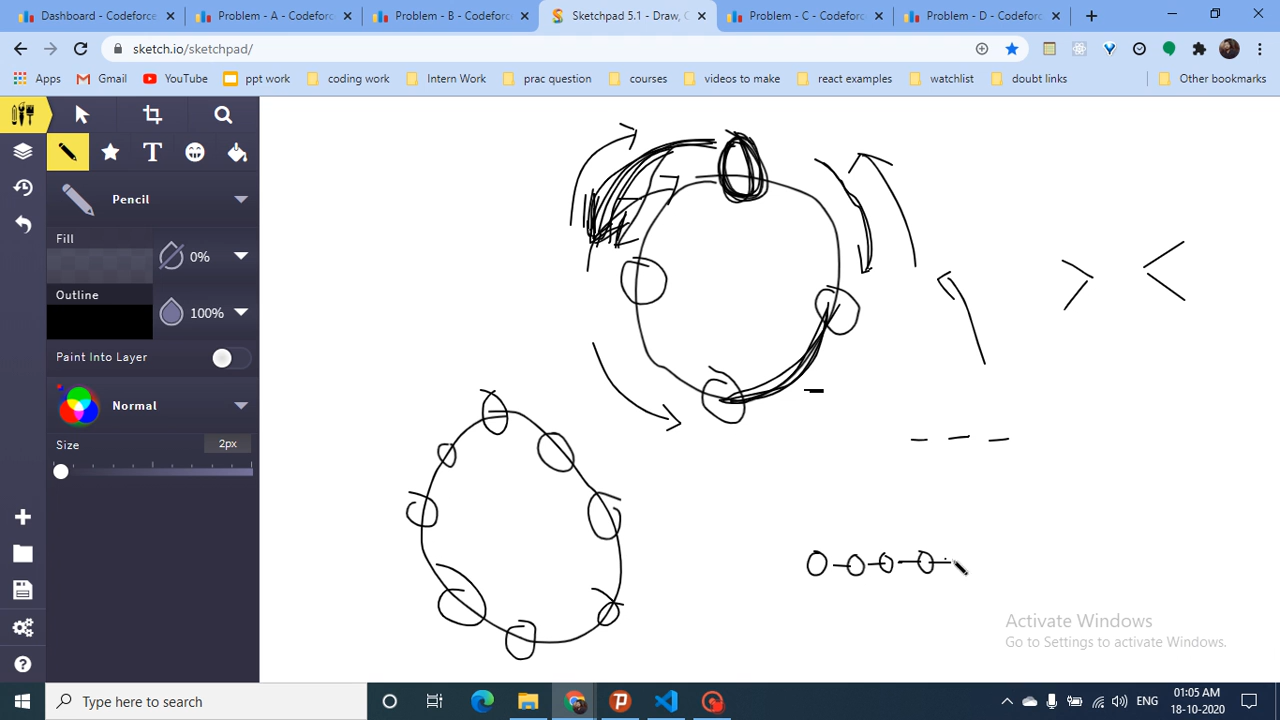 Dashboard - Codeforces
Problem - A - Codeforc
Problem - B - Codeforc
Sketchpad 5.1 - Draw, C
Problem - C - Codeforc
Problem - D - Codeforc
sketch.io/sketchpad/
Apps
Gmail
YouTube
ppt work
coding work
Intern Work
prac question
courses
videos to make
react examples
watchlist
doubt links
Other bookmarks
Pencil
Fill
0%
Outline
100%
Paint Into Layer
Normal
Size
2px
Activate Windows
Go to Settings to activate Windows.
Type here to search
ENG
01:05 AM
18-10-2020